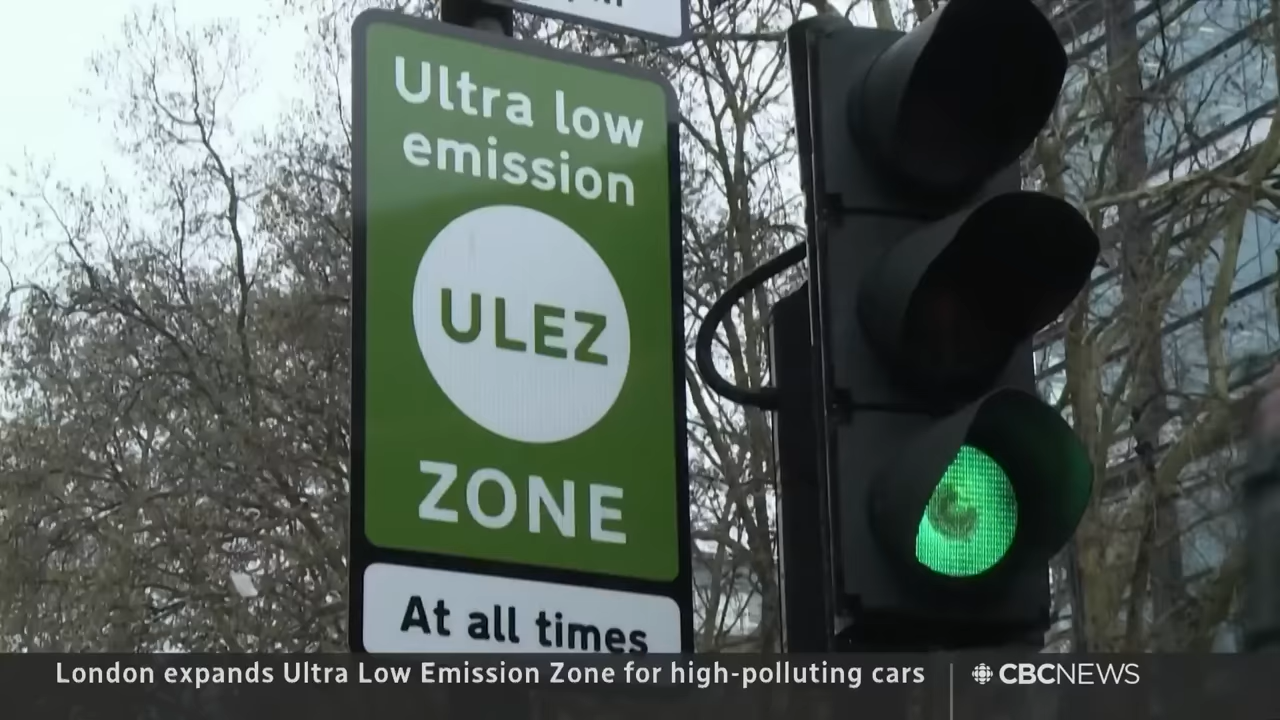 Ultra low
emission
ULEZ
ZONE
At all times
London expands Ultra Low Emission Zone for high-polluting cars
CBCNEWS